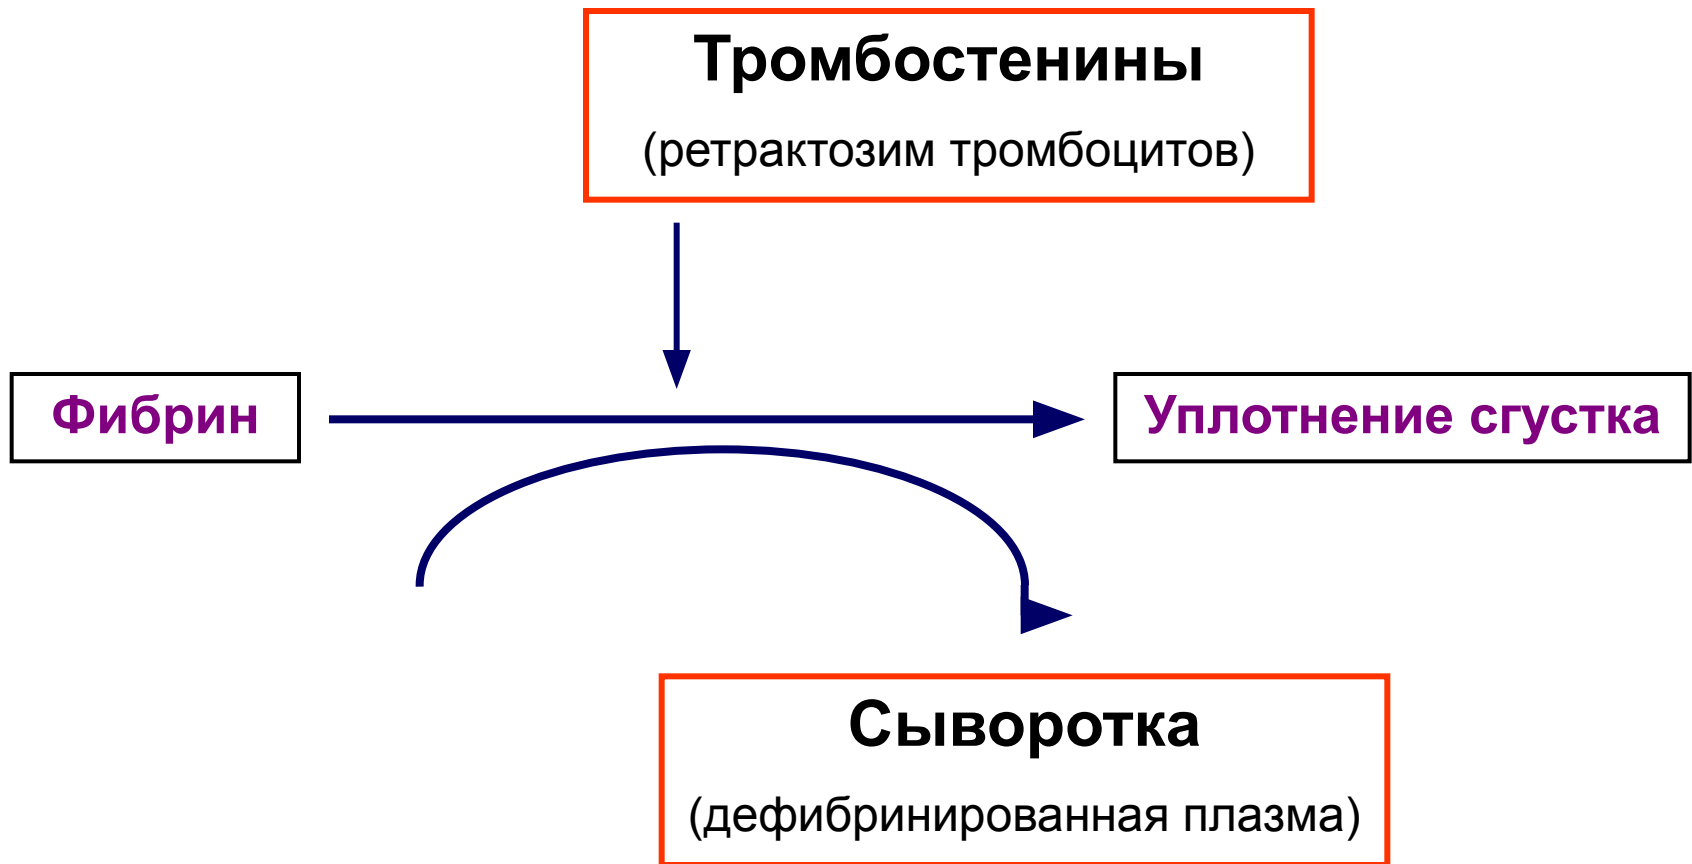 Тромбостенины
(ретрактозим тромбоцитов)
Фибрин
Уплотнение сгустка
Сыворотка
(дефибринированная плазма)